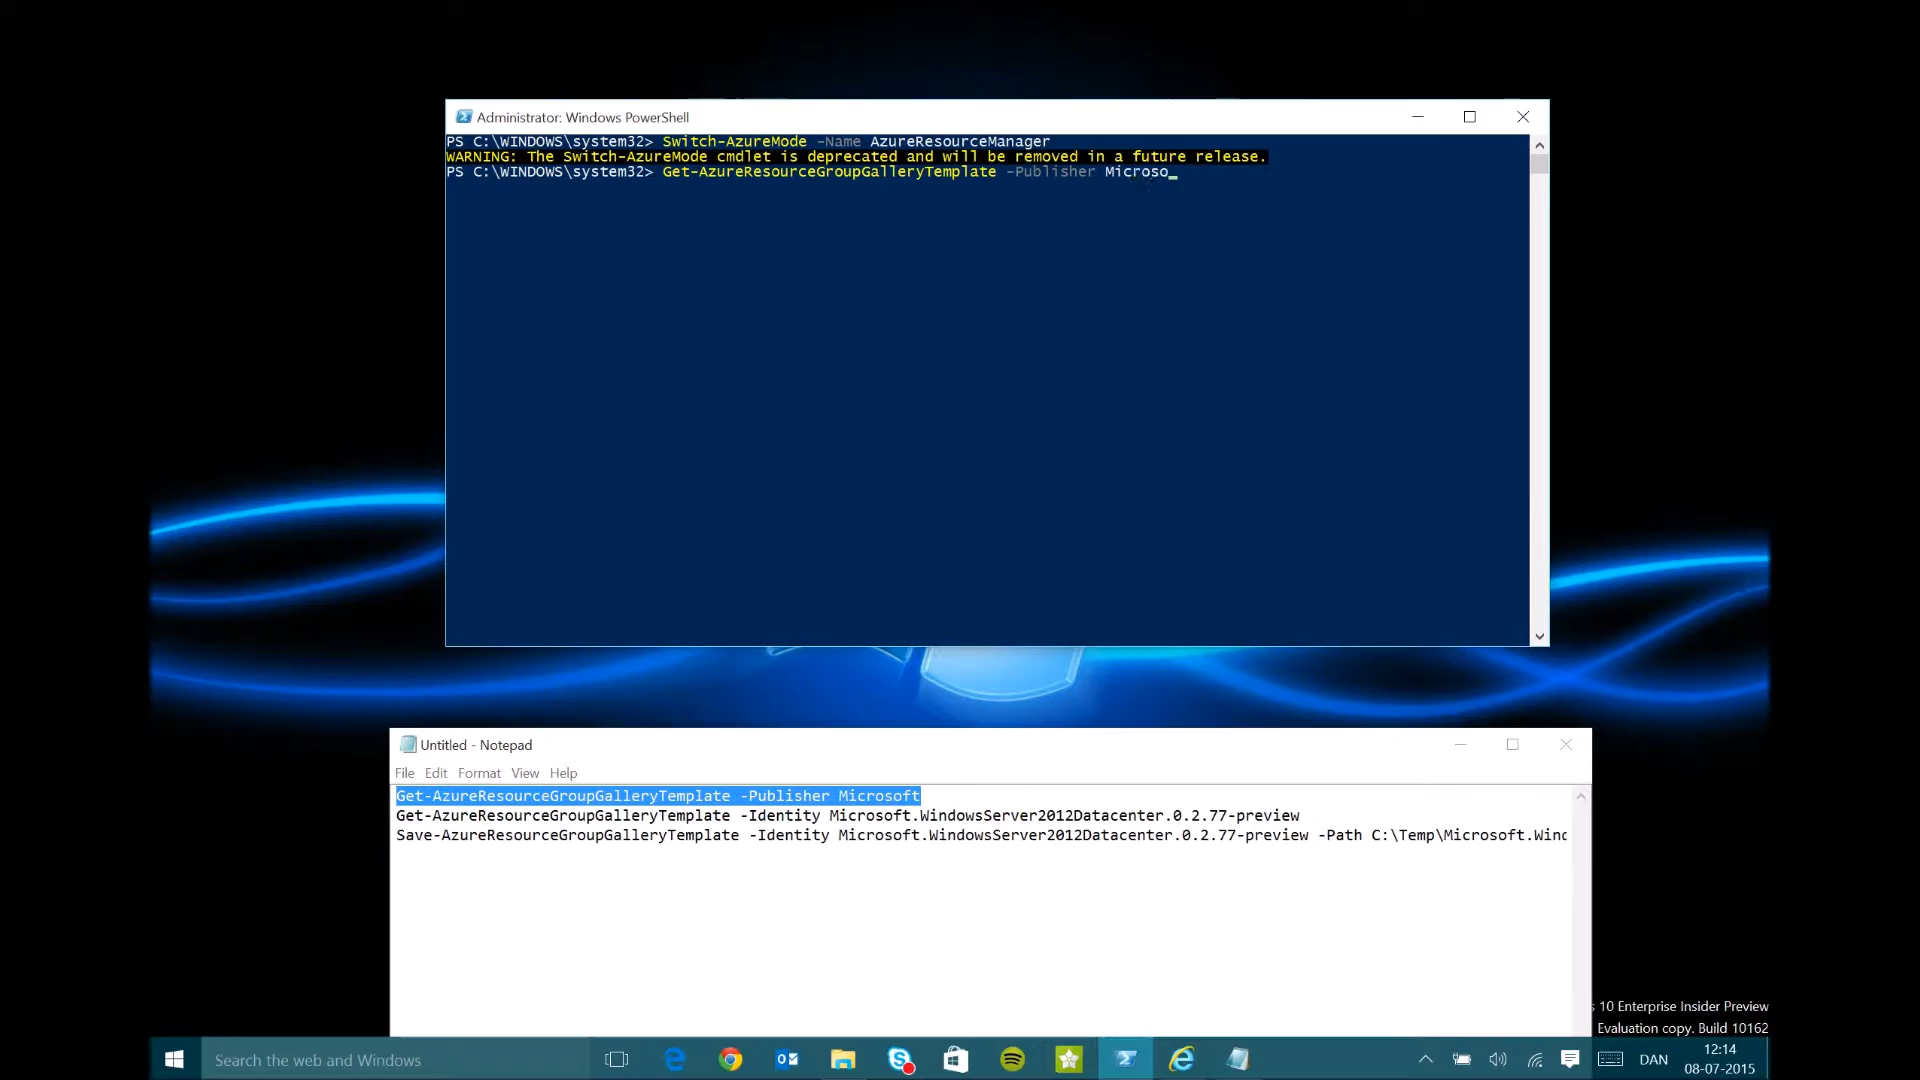 Administrator: Windows PowerShell
PS C:\WINDOWS\system32> Switch-AzureMode -Name AzureResourceManager
WARNING: The Switch-AzureMode cmdlet is deprecated and will be removed in a future release.
PS C:\WINDOWS\system32> Get-AzureResourceGroupGalleryTemplate -Publisher Microso_
Untitled - Notepad
File Edit Format View Help
Get-AzureResourceGroupGalleryTemplate -Publisher Microsoft
Get-AzureResourceGroupGalleryTemplate -Identity Microsoft.WindowsServer2012Datacenter.0.2.77-preview
Save-AzureResourceGroupGalleryTemplate -Identity Microsoft.WindowsServer2012Datacenter.0.2.77-preview -Path C:\Temp\Microsoft.Wind
s 10 Enterprise Insider Preview
Evaluation copy. Build 10162
Search the web and Windows
DAN
12:14
08-07-2015